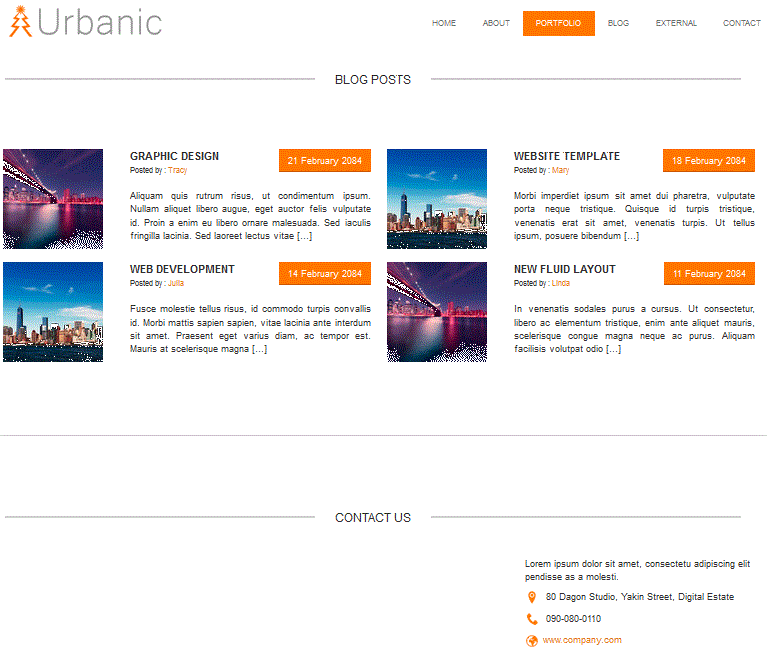 Urbanic
HOME ABOUT PORTFOLIO BLOG EXTERNAL CONTACT
BLOG POSTS
GRAPHIC DESIGN
21 February 2084
Posted by : Tracy
Aliquam quis rutrum risus, ut condimentum ipsum.
Nullam aliquet libero augue, eget auctor felis vulputate
id. Proin a enim eu libero ornare malesuada. Sed iaculis
fringilla lacinia. Sed laoreet lectus vitae [...]
WEBSITE TEMPLATE
18 February 2084
Posted by : Mary
Morbi imperdiet ipsum sit amet dui pharetra, vulputate
porta neque tristique. Quisque id turpis tristique,
venenatis erat sit amet, venenatis turpis. Ut tellus
ipsum, posuere bibendum [...]
WEB DEVELOPMENT
14 February 2084
Posted by : Julia
Fusce molestie tellus risus, id commodo turpis convallis
id. Morbi mattis sapien sapien, vitae lacinia ante interdum
sit amet. Praesent eget varius diam, ac tempor est.
Mauris at scelerisque magna [...]
NEW FLUID LAYOUT
11 February 2084
Posted by : Linda
In venenatis sodales purus a cursus. Ut consectetur,
libero ac elementum tristique, enim ante aliquet mauris,
scelerisque congue magna neque ac purus. Aliquam
facilisis volutpat odio [...]
CONTACT US
Lorem ipsum dolor sit amet, consectetu adipiscing elit
pendisse as a molesti.
80 Dagon Studio, Yakin Street, Digital Estate
090-080-0110
www.company.com